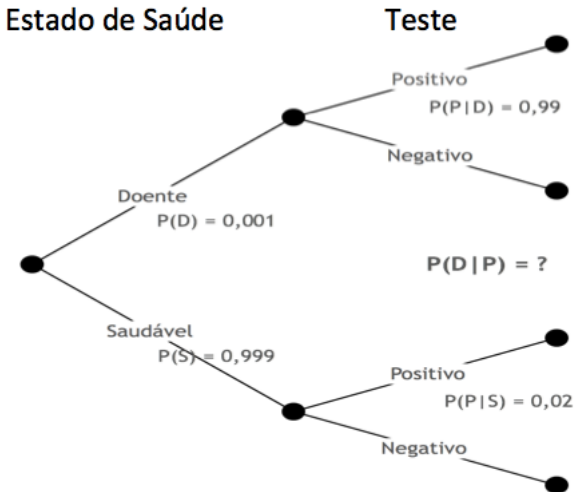 Estado de Saúde Teste
Positivo
P(P|D) = 0,99
Negativo
Doente
P(D) = 0,001
P(D|P) = ?
Saudável
P(S) = 0,999
Positivo
P(P|S) = 0,02
Negativo